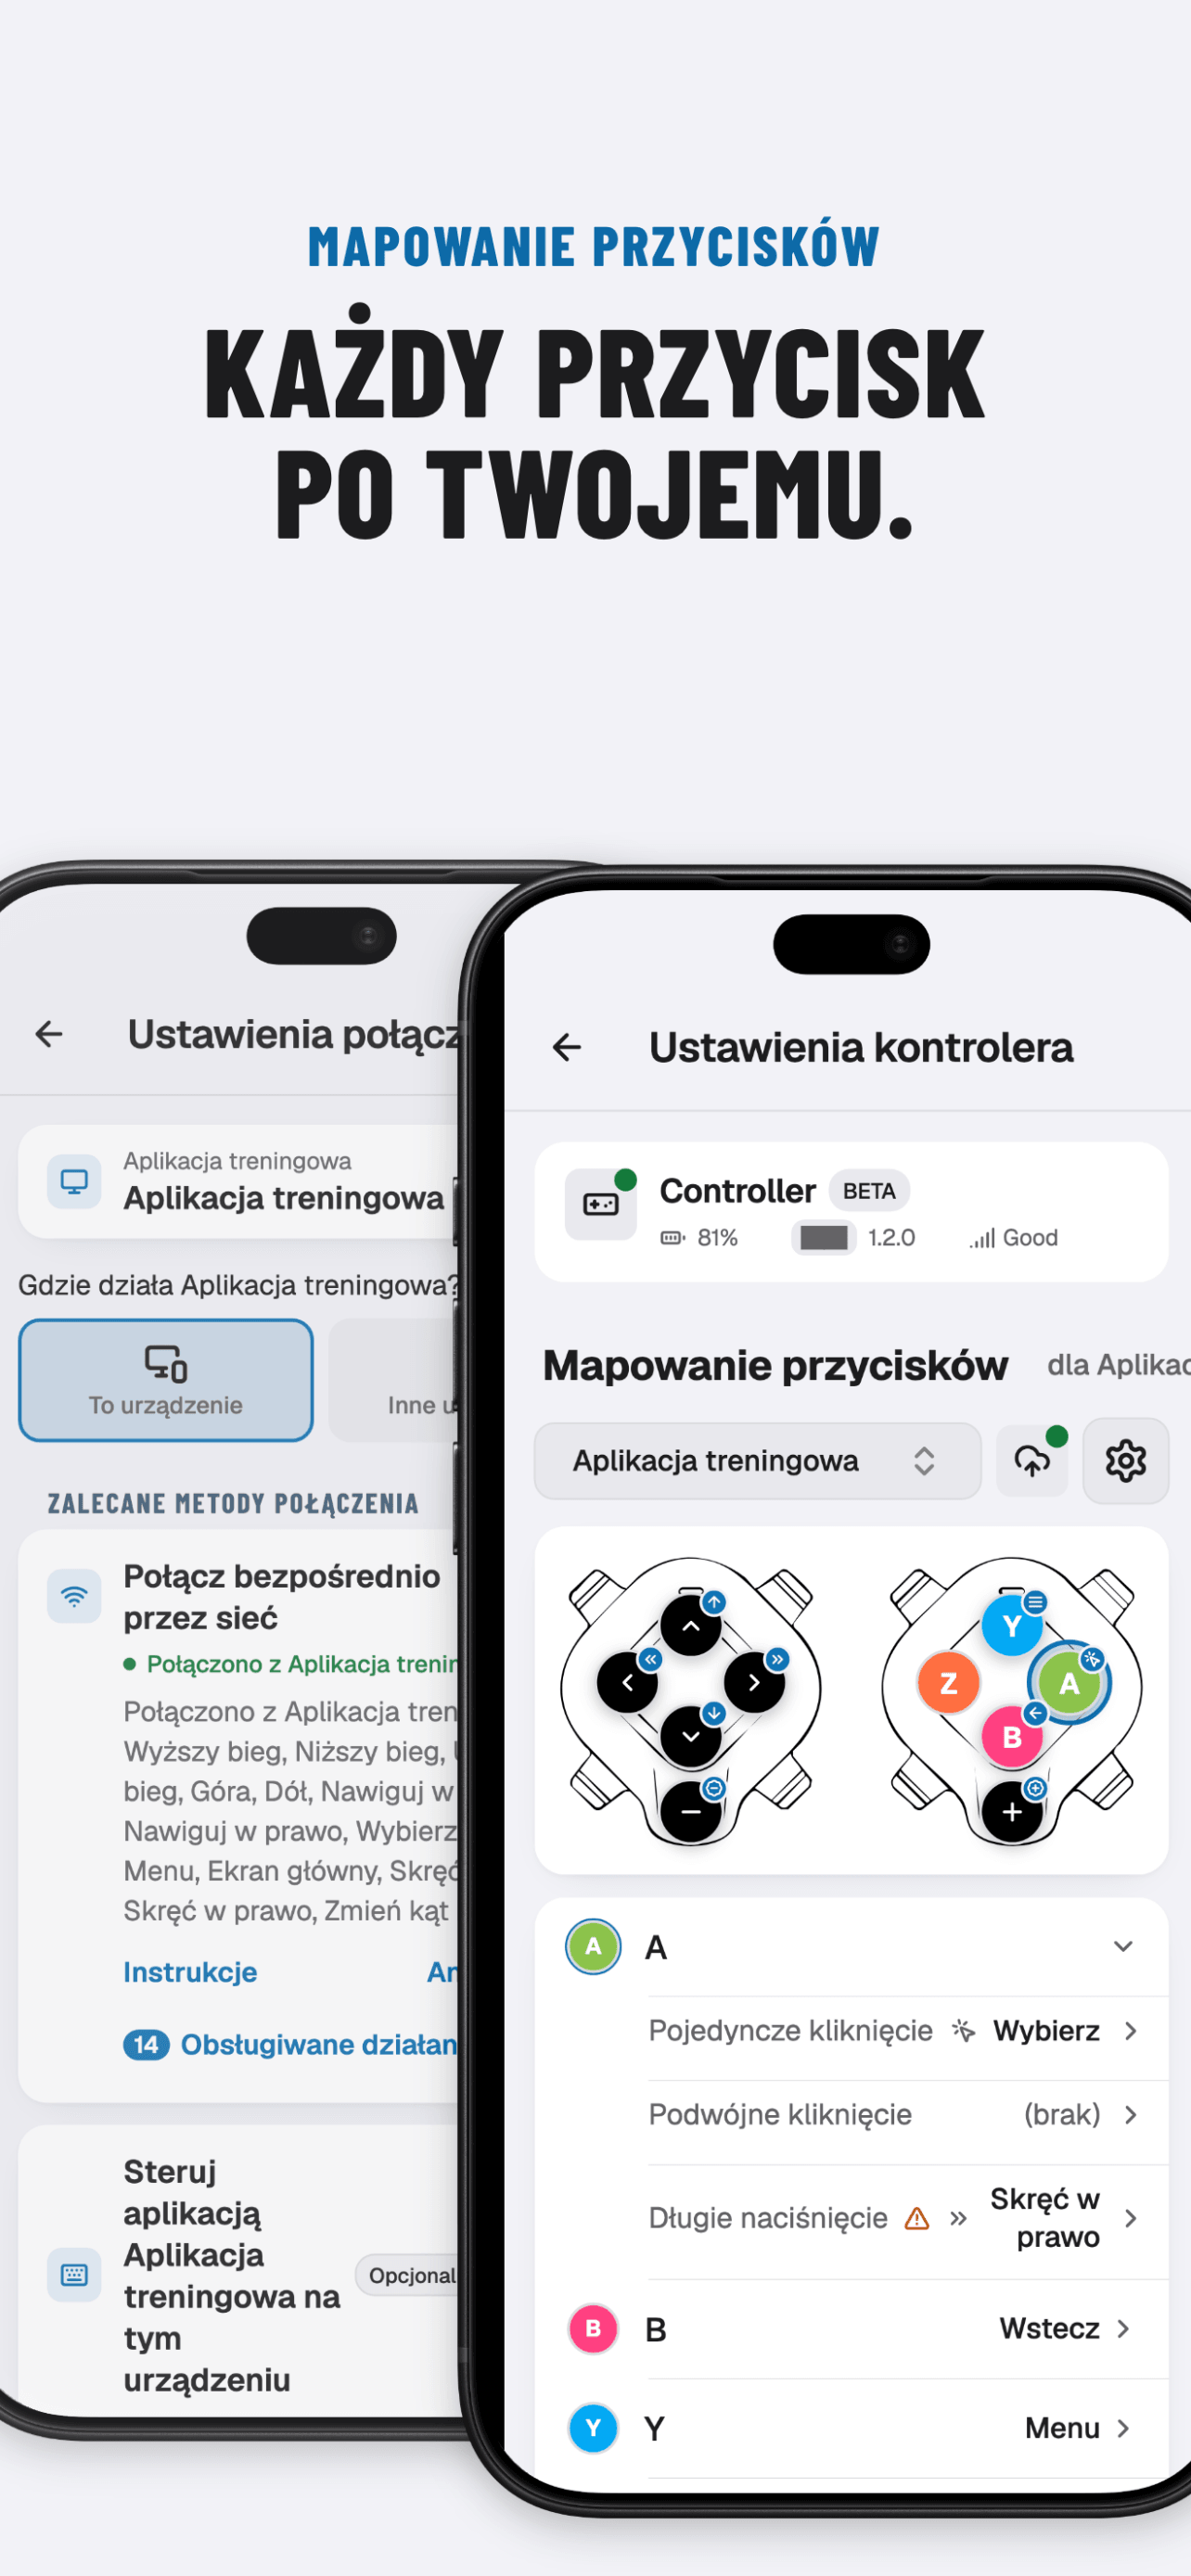 MAPOWANIE PRZYCISKÓW
KAŻDY PRZYCISK
PO TWOJEMU.
Ustawienia połącz
Aplikacja treningowa
Aplikacja treningowa
Gdzie działa Aplikacja treningowa?
To urządzenie
Inne
ZALECANE METODY POŁĄCZENIA
Połącz bezpośrednio
przez sieć
Połączono z Aplikacja trenin
Połączono z Aplikacja tren
Wyższy bieg, Niższy bieg,
bieg, Góra, Dół, Nawiguj w
Nawiguj w prawo, Wybierz
Menu, Ekran główny, Skręć
Skręć w prawo, Zmień kąt
Instrukcje
14 Obsługiwane działan
Steruj
aplikacją
Aplikacja
treningowa na
tym
urządzeniu
Opcjonal
Ustawienia kontrolera
Controller BETA
81% 1.2.0 Good
Mapowanie przycisków dla Aplikac
Aplikacja treningowa
Y
Z A
B
A A
Pojedyncze kliknięcie Wybierz
Podwójne kliknięcie (brak)
Długie naciśnięcie Skręć w
prawo
B B Wstecz
Y Y Menu